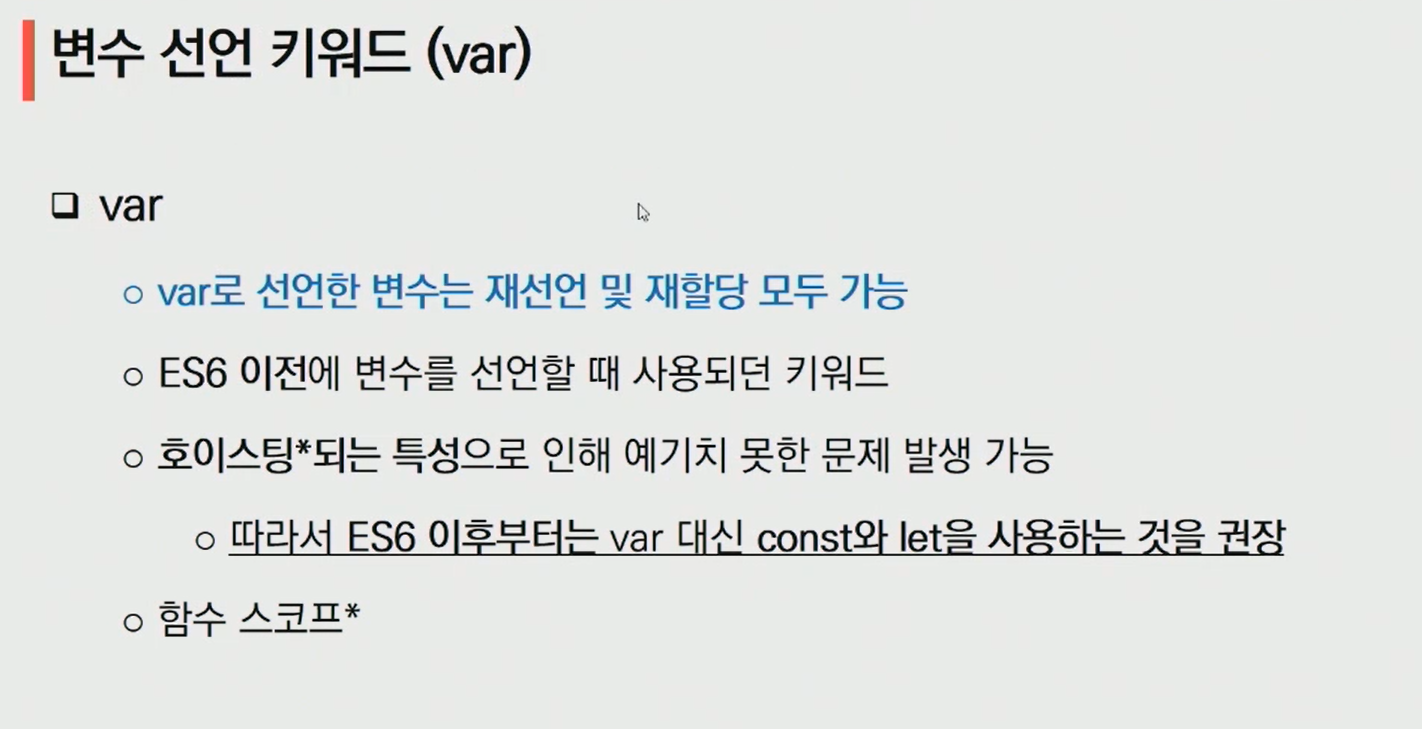 변수 선언 키워드 (var)
❑ var
○ var로 선언한 변수는 재선언 및 재할당 모두 가능
○ ES6 이전에 변수를 선언할 때 사용되던 키워드
○ 호이스팅*되는 특성으로 인해 예기치 못한 문제 발생 가능
○ 따라서 ES6 이후부터는 var 대신 const와 let을 사용하는 것을 권장
○ 함수 스코프*